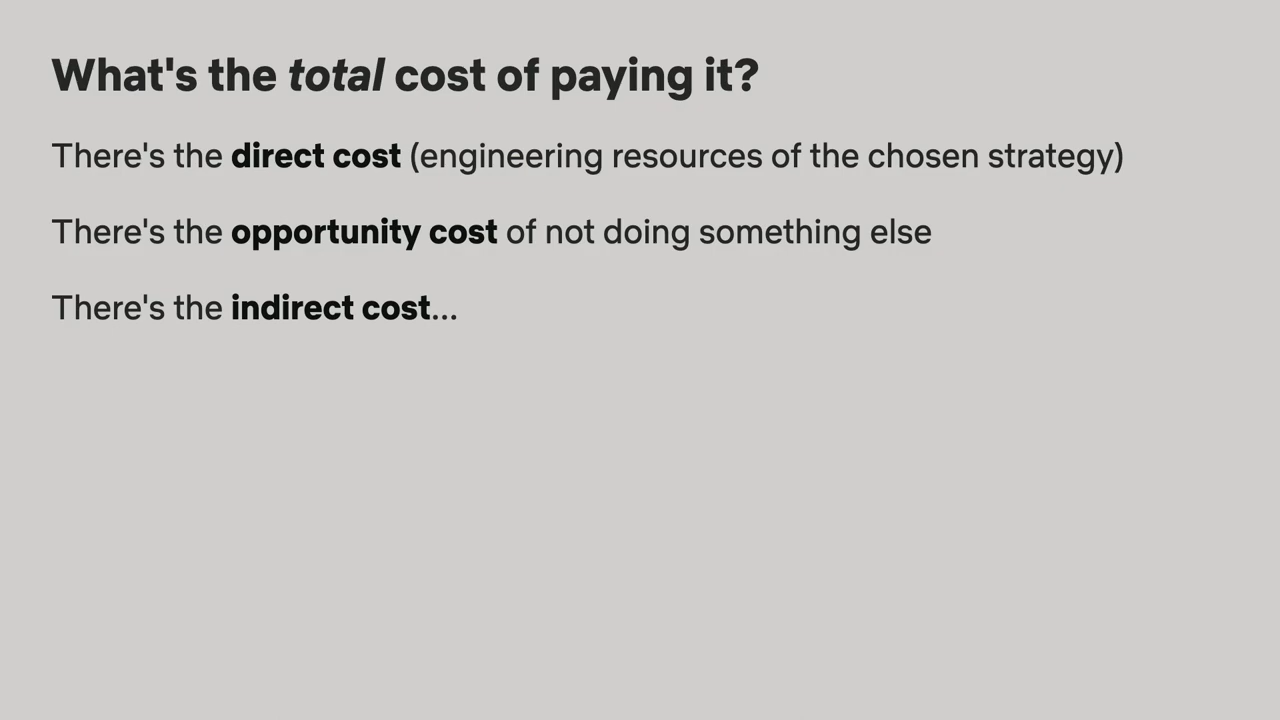 What's the total cost of paying it?
There's the direct cost (engineering resources of the chosen strategy)
There's the opportunity cost of not doing something else
There's the indirect cost...